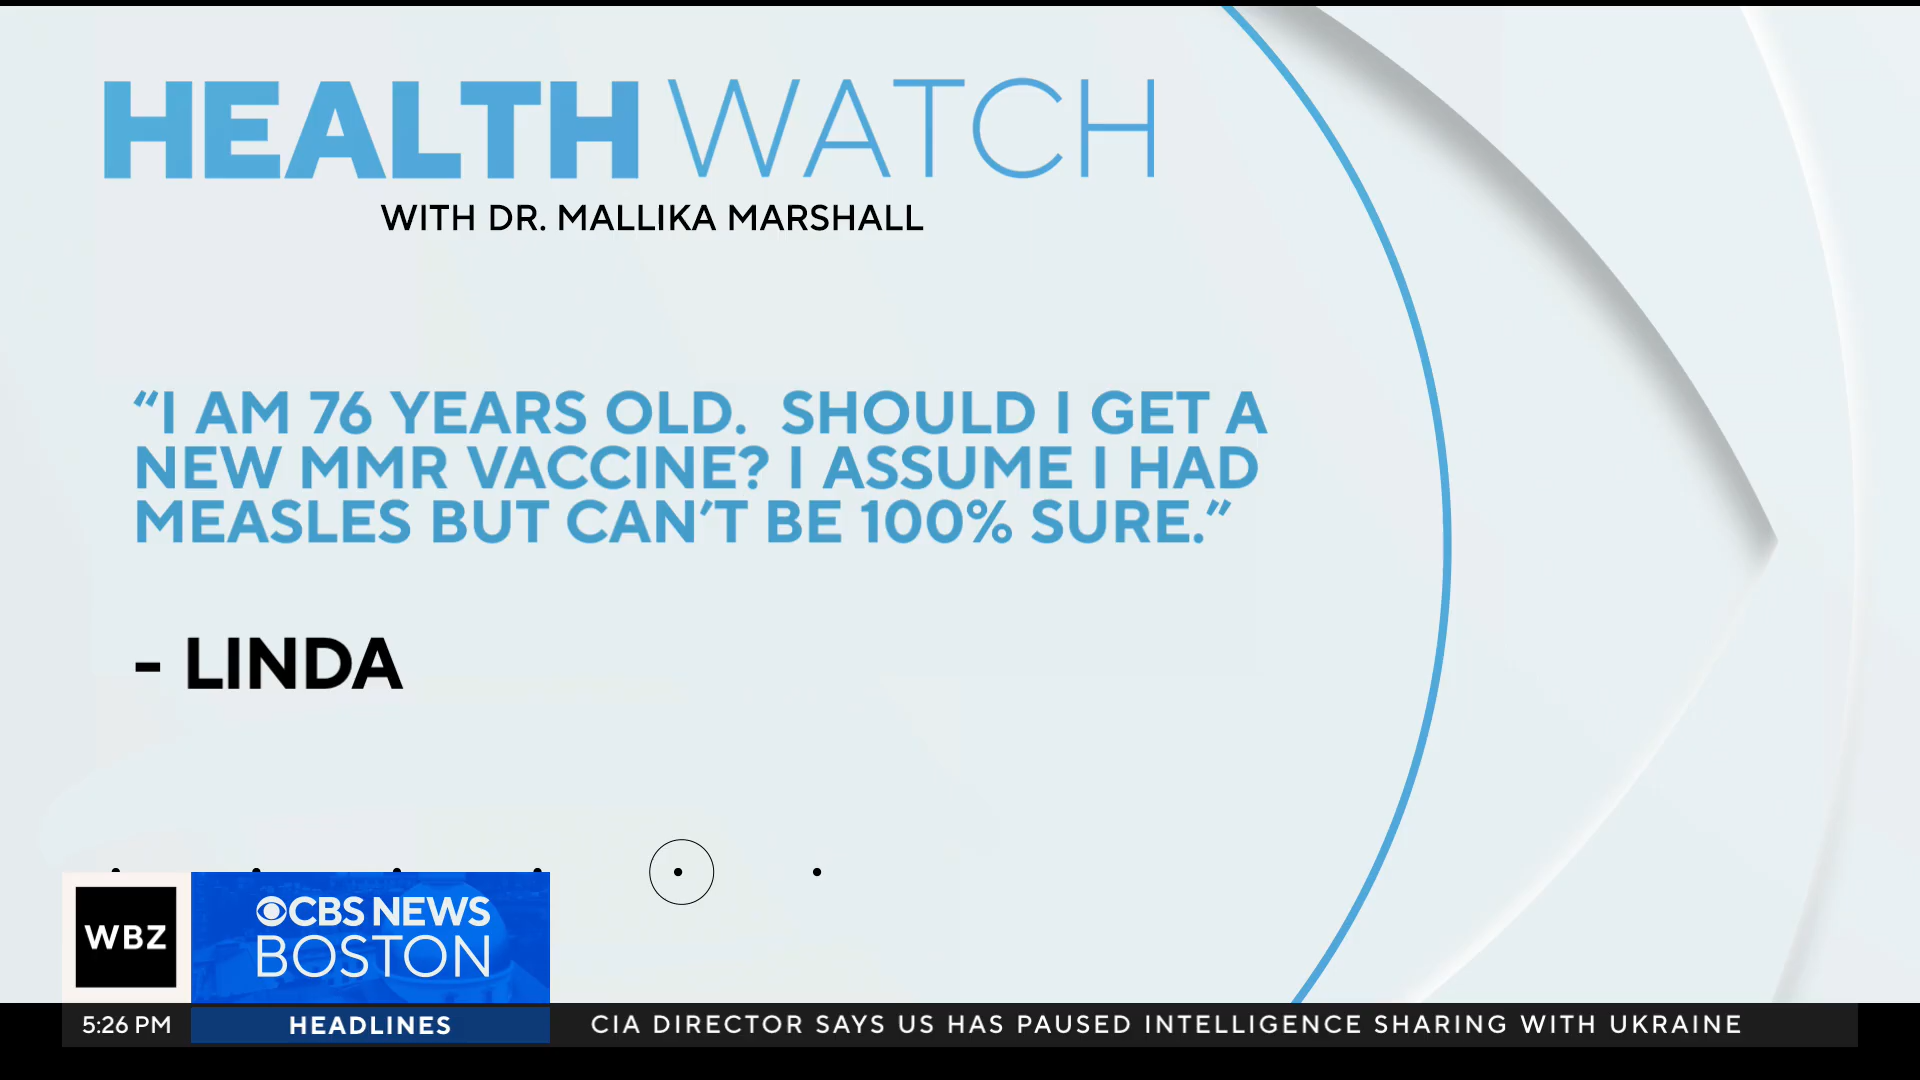 HEALTH WATCH
WITH DR. MALLIKA MARSHALL
“I AM 76 YEARS OLD.  SHOULD I GET A
NEW MMR VACCINE? I ASSUME I HAD
MEASLES BUT CAN’T BE 100% SURE.”
- LINDA
WBZ
CBS NEWS
BOSTON
5:26 PM
HEADLINES
CIA DIRECTOR SAYS US HAS PAUSED INTELLIGENCE SHARING WITH UKRAINE